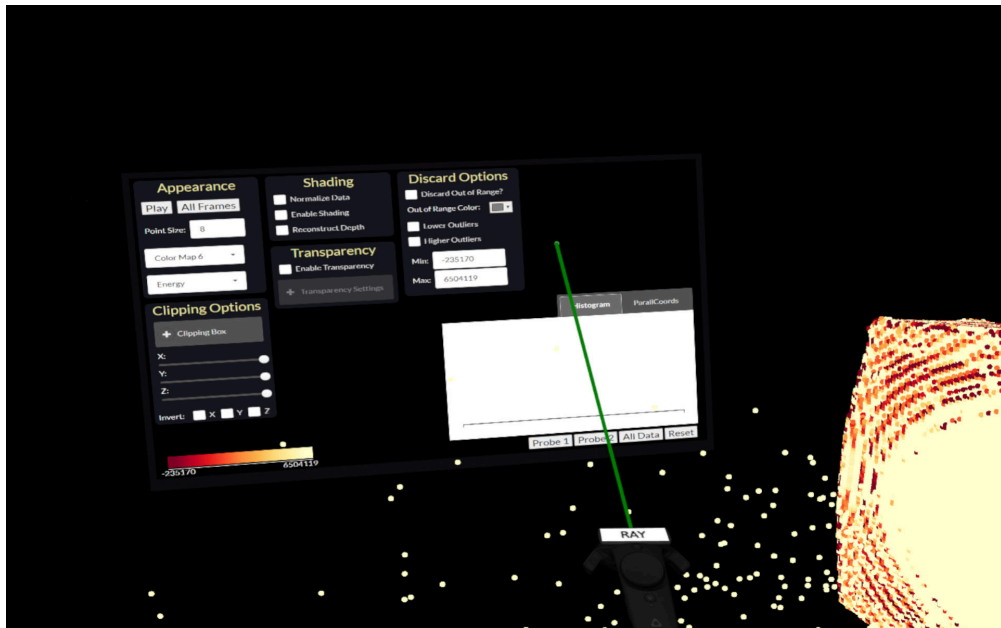 Appearance
Play All Frames
Point Size: 8
Color Map 6
Energy
Clipping Options
+ Clipping Box
X:
Y:
Z:
Invert: X Y Z
-235170 6504119
Shading
Normalize Data
Enable Shading
Reconstruct Depth
Transparency
Enable Transparency
+ Transparency Settings
Discard Options
Discard Out of Range?
Out of Range Color:
Lower Outliers
Higher Outliers
Min: -235170
Max: 6504119
Histogram ParallCoords
Probe 1 Probe 2 All Data Reset
RAY